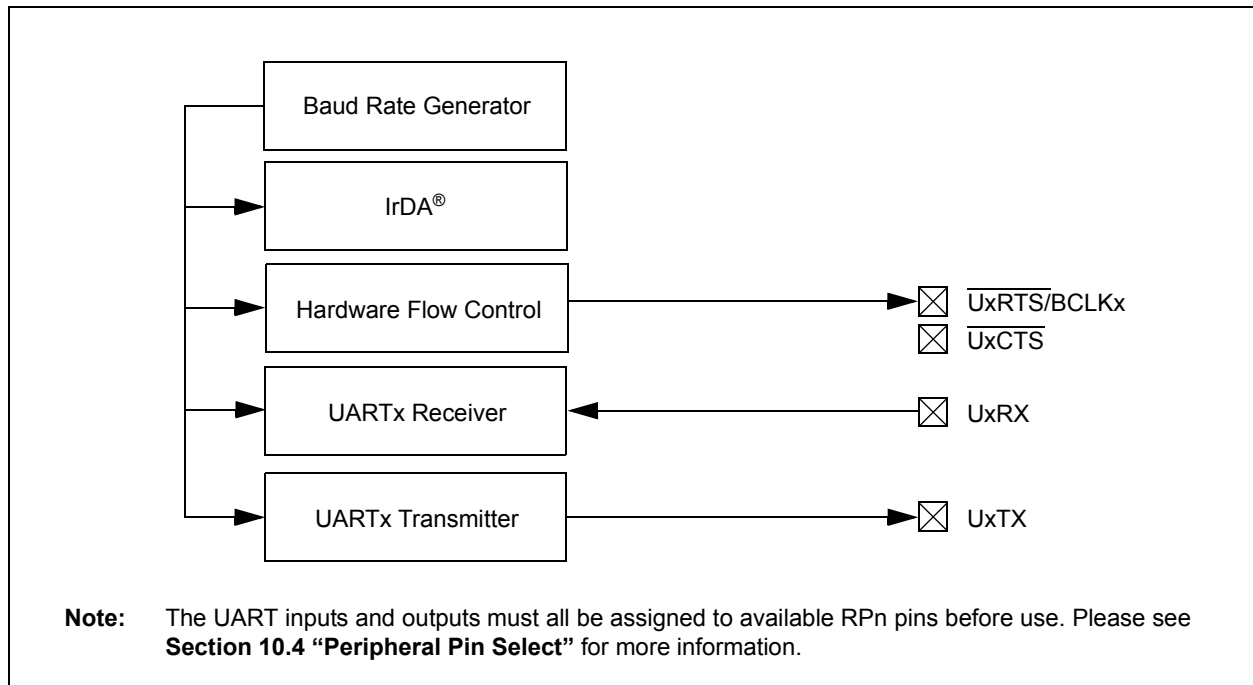 Baud Rate Generator
IrDA®
Hardware Flow Control
UxRTS/BCLKx
UxCTS
UARTx Receiver
UxRX
UARTx Transmitter
UxTX
Note: The UART inputs and outputs must all be assigned to available RPn pins before use. Please see
Section 10.4 “Peripheral Pin Select” for more information.